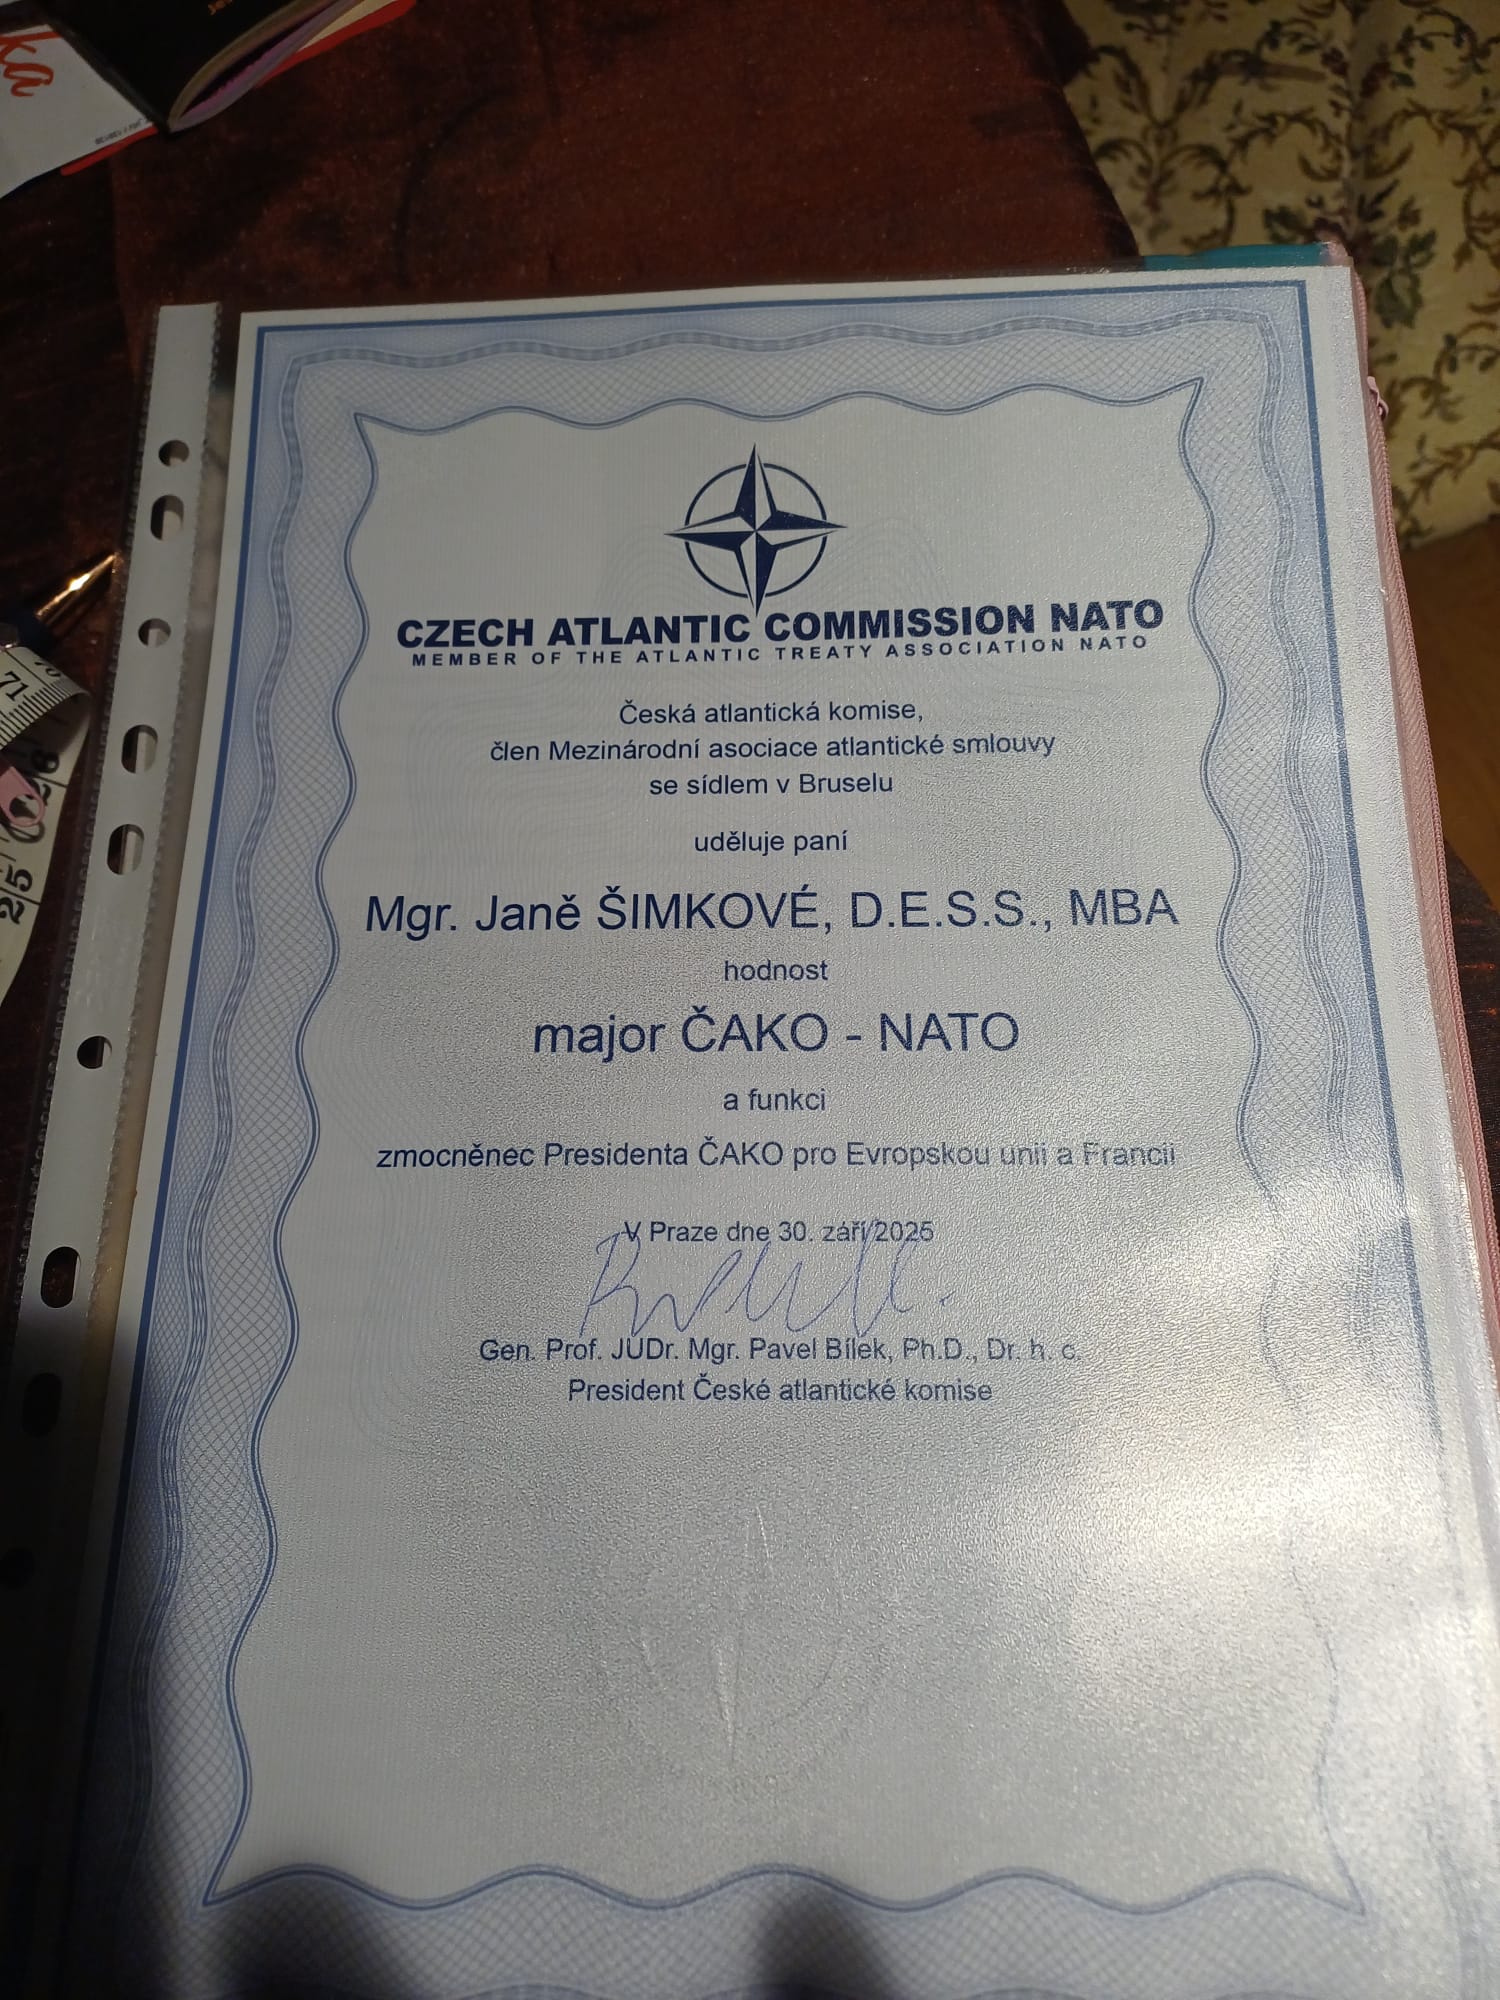 ka
CZECH ATLANTIC COMMISSION NATO
MEMBER OF THE ATLANTIC TREATY ASSOCIATION NATO
Česká atlantická komise,
člen Mezinárodní asociace atlantické smlouvy
se sídlem v Bruselu
uděluje paní
Mgr. Janě ŠIMKOVÉ, D.E.S.S., MBA
hodnost
major ČAKO - NATO
a funkci
zmocněnec Presidenta ČAKO pro Evropskou unii a Francii
V Praze dne 30. září 2025
Gen. Prof. JUDr. Mgr. Pavel Bílek, Ph.D., Dr. h. c.
President České atlantické komise
71
25